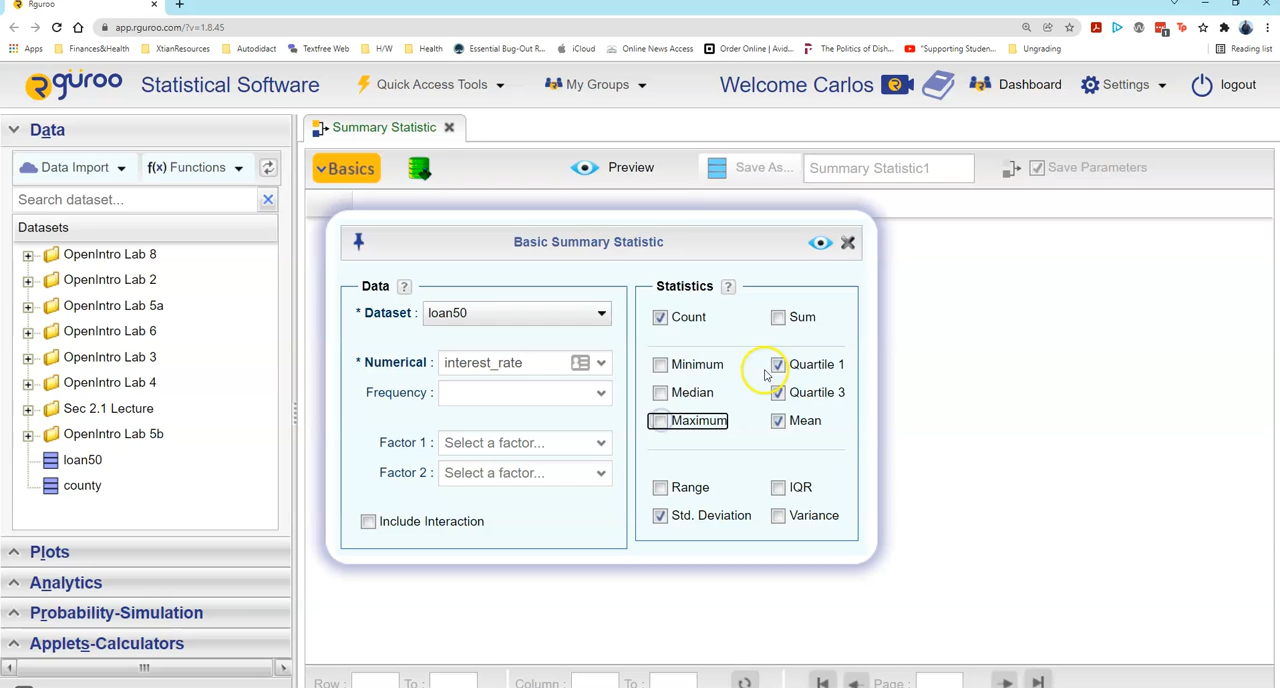 Rguroo
app.rguroo.com/?v=1.8.45
Apps Finances&Health XtianResources Autodidact Textfree Web H/W Health Essential Bug-Out R... iCloud Online News Access Order Online | Avid... The Politics of Dish... "Supporting Studen... Ungrading Reading list
rguroo Statistical Software Quick Access Tools My Groups Welcome Carlos Dashboard Settings logout
Data
Summary Statistic
Data Import f(x) Functions
Basics Preview Save As... Summary Statistic1 Save Parameters
Search dataset...
Datasets
OpenIntro Lab 8
OpenIntro Lab 2
OpenIntro Lab 5a
OpenIntro Lab 6
OpenIntro Lab 3
OpenIntro Lab 4
Sec 2.1 Lecture
OpenIntro Lab 5b
loan50
county
Plots
Analytics
Probability-Simulation
Applets-Calculators
Basic Summary Statistic
Data ?
* Dataset : loan50
* Numerical : interest_rate
Frequency :
Factor 1 : Select a factor...
Factor 2 : Select a factor...
Include Interaction
Statistics ?
Count Sum
Minimum Quartile 1
Median Quartile 3
Maximum Mean
Range IQR
Std. Deviation Variance
Row : To : Column : To : Page :